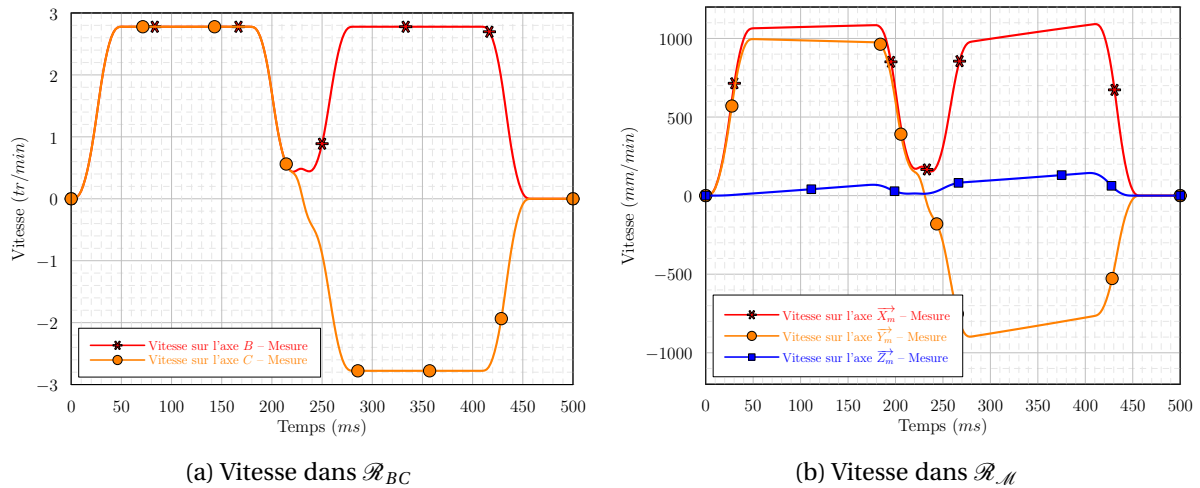 3
2
1
0
−1
−2
−3
Vitesse (tr/min)
Vitesse sur l'axe B – Mesure
Vitesse sur l'axe C – Mesure
0 50 100 150 200 250 300 350 400 450 500
Temps (ms)
(a) Vitesse dans ℛ_BC
1000
500
0
−500
−1000
Vitesse (mm/min)
Vitesse sur l'axe X⃗_m – Mesure
Vitesse sur l'axe Y⃗_m – Mesure
Vitesse sur l'axe Z⃗_m – Mesure
0 50 100 150 200 250 300 350 400 450 500
Temps (ms)
(b) Vitesse dans ℛ_ℳ